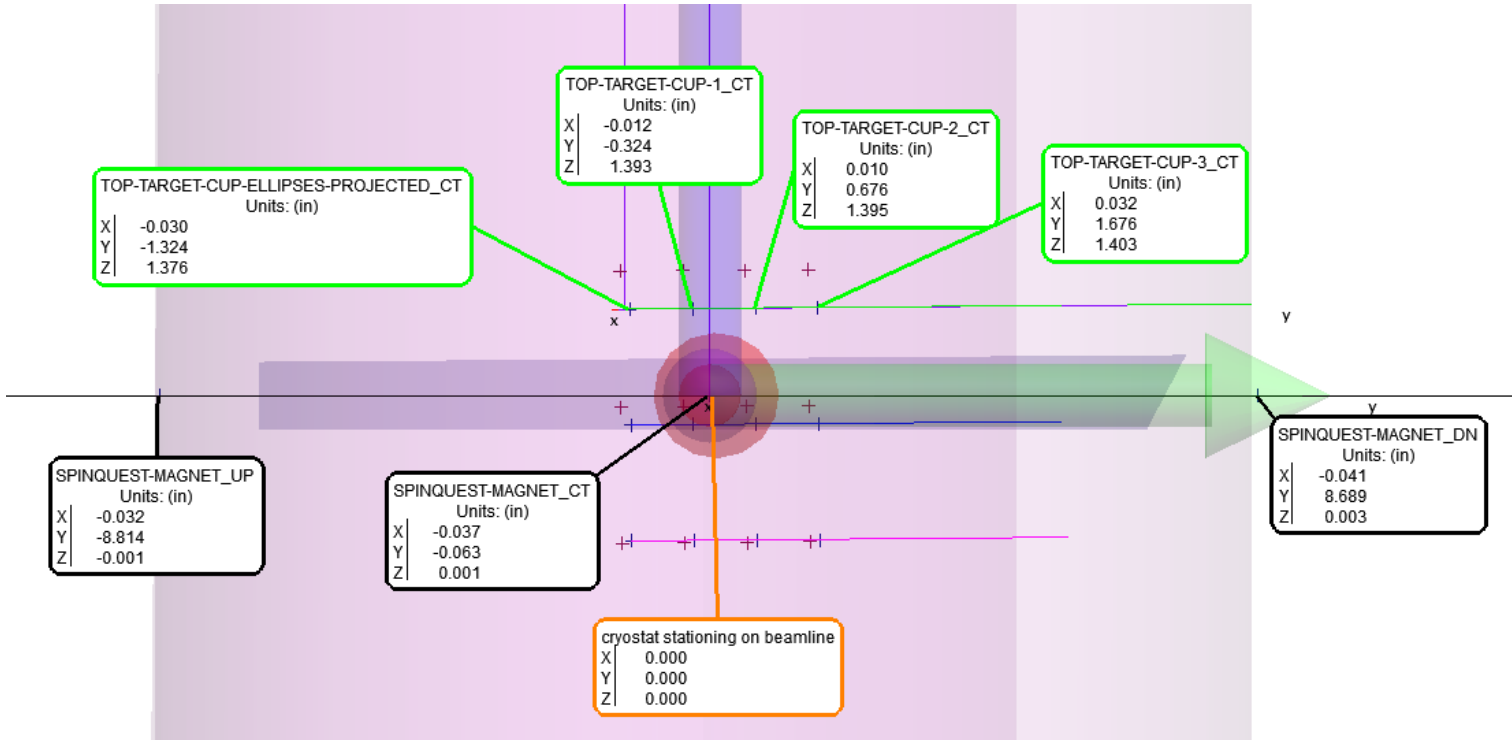 TOP-TARGET-CUP-1_CT
Units: (in)
X -0.012
Y -0.324
Z 1.393
TOP-TARGET-CUP-2_CT
Units: (in)
X 0.010
Y 0.676
Z 1.395
TOP-TARGET-CUP-3_CT
Units: (in)
X 0.032
Y 1.676
Z 1.403
TOP-TARGET-CUP-ELLIPSES-PROJECTED_CT
Units: (in)
X -0.030
Y -1.324
Z 1.376
x
y
x
y
SPINQUEST-MAGNET_UP
Units: (in)
X -0.032
Y -8.814
Z -0.001
SPINQUEST-MAGNET_CT
Units: (in)
X -0.037
Y -0.063
Z 0.001
SPINQUEST-MAGNET_DN
Units: (in)
X -0.041
Y 8.689
Z 0.003
cryostat stationing on beamline
X 0.000
Y 0.000
Z 0.000